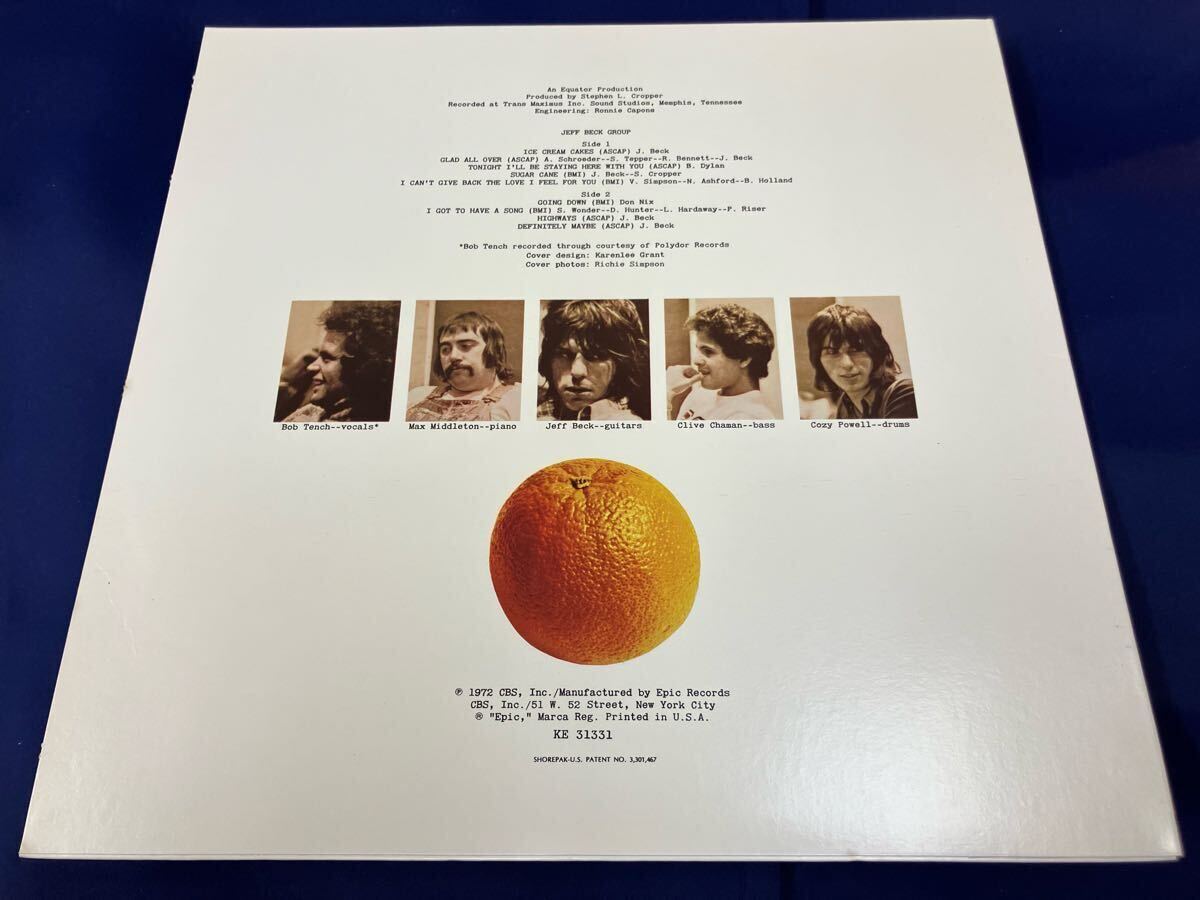 An Equator Production
Produced by Stephen L. Cropper
Recorded at Trans Maximus Inc. Sound Studios, Memphis, Tennessee
Engineering: Ronnie Capone
JEFF BECK GROUP
Side 1
ICE CREAM CAKES (ASCAP) J. Beck
GLAD ALL OVER (ASCAP) A. Schroeder--S. Tepper--R. Bennett--J. Beck
TONIGHT I'LL BE STAYING HERE WITH YOU (ASCAP) B. Dylan
SUGAR CANE (BMI) J. Beck--S. Cropper
I CAN'T GIVE BACK THE LOVE I FEEL FOR YOU (BMI) V. Simpson--N. Ashford--B. Holland
Side 2
GOING DOWN (BMI) Don Nix
I GOT TO HAVE A SONG (BMI) S. Wonder--D. Hunter--L. Hardaway--P. Riser
HIGHWAYS (ASCAP) J. Beck
DEFINITELY MAYBE (ASCAP) J. Beck
*Bob Tench recorded through courtesy of Polydor Records
Cover design: Karenlee Grant
Cover photos: Richie Simpson
Bob Tench--vocals*
Max Middleton--piano
Jeff Beck--guitars
Clive Chaman--bass
Cozy Powell--drums
℗ 1972 CBS, Inc./Manufactured by Epic Records
CBS, Inc./51 W. 52 Street, New York City
® "Epic," Marca Reg. Printed in U.S.A.
KE 31331
SHOREPAK-U.S. PATENT NO. 3,301,467